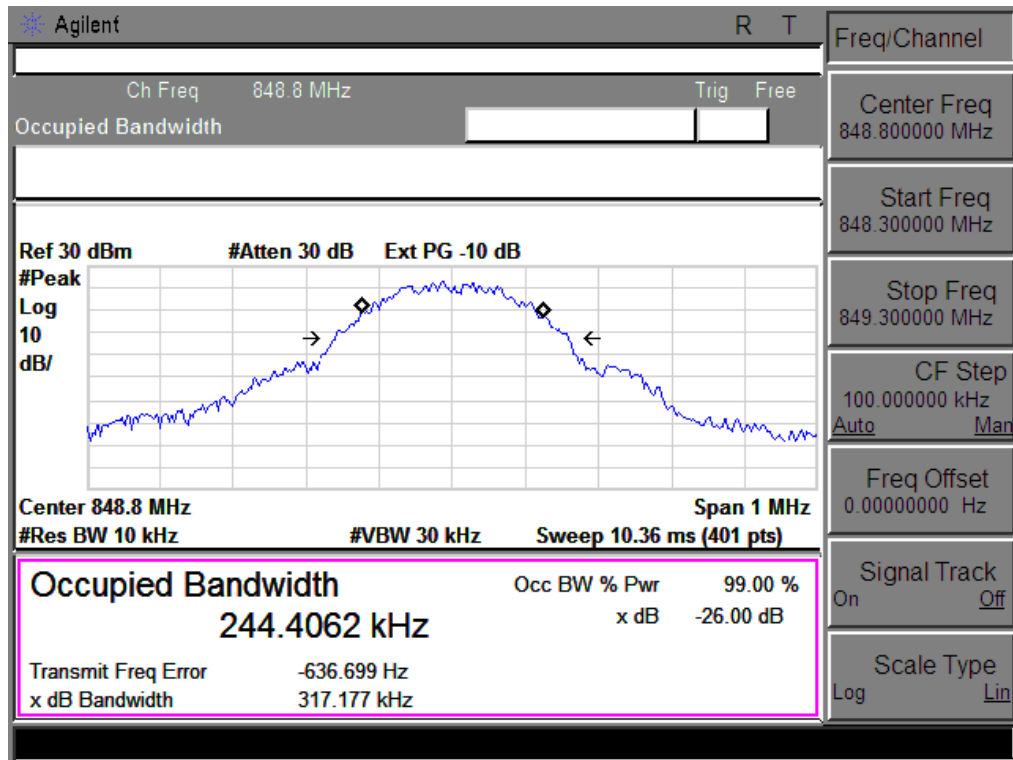 Agilent R T
Freq/Channel
Ch Freq 848.8 MHz Trig Free
Occupied Bandwidth
Center Freq
848.800000 MHz
Start Freq
848.300000 MHz
Stop Freq
849.300000 MHz
CF Step
100.000000 kHz
Auto Man
Freq Offset
0.00000000 Hz
Signal Track
On Off
Scale Type
Log Lin
Ref 30 dBm #Atten 30 dB Ext PG -10 dB
#Peak
Log
10
dB/
Center 848.8 MHz Span 1 MHz
#Res BW 10 kHz #VBW 30 kHz Sweep 10.36 ms (401 pts)
Occupied Bandwidth Occ BW % Pwr 99.00 %
244.4062 kHz x dB -26.00 dB
Transmit Freq Error -636.699 Hz
x dB Bandwidth 317.177 kHz